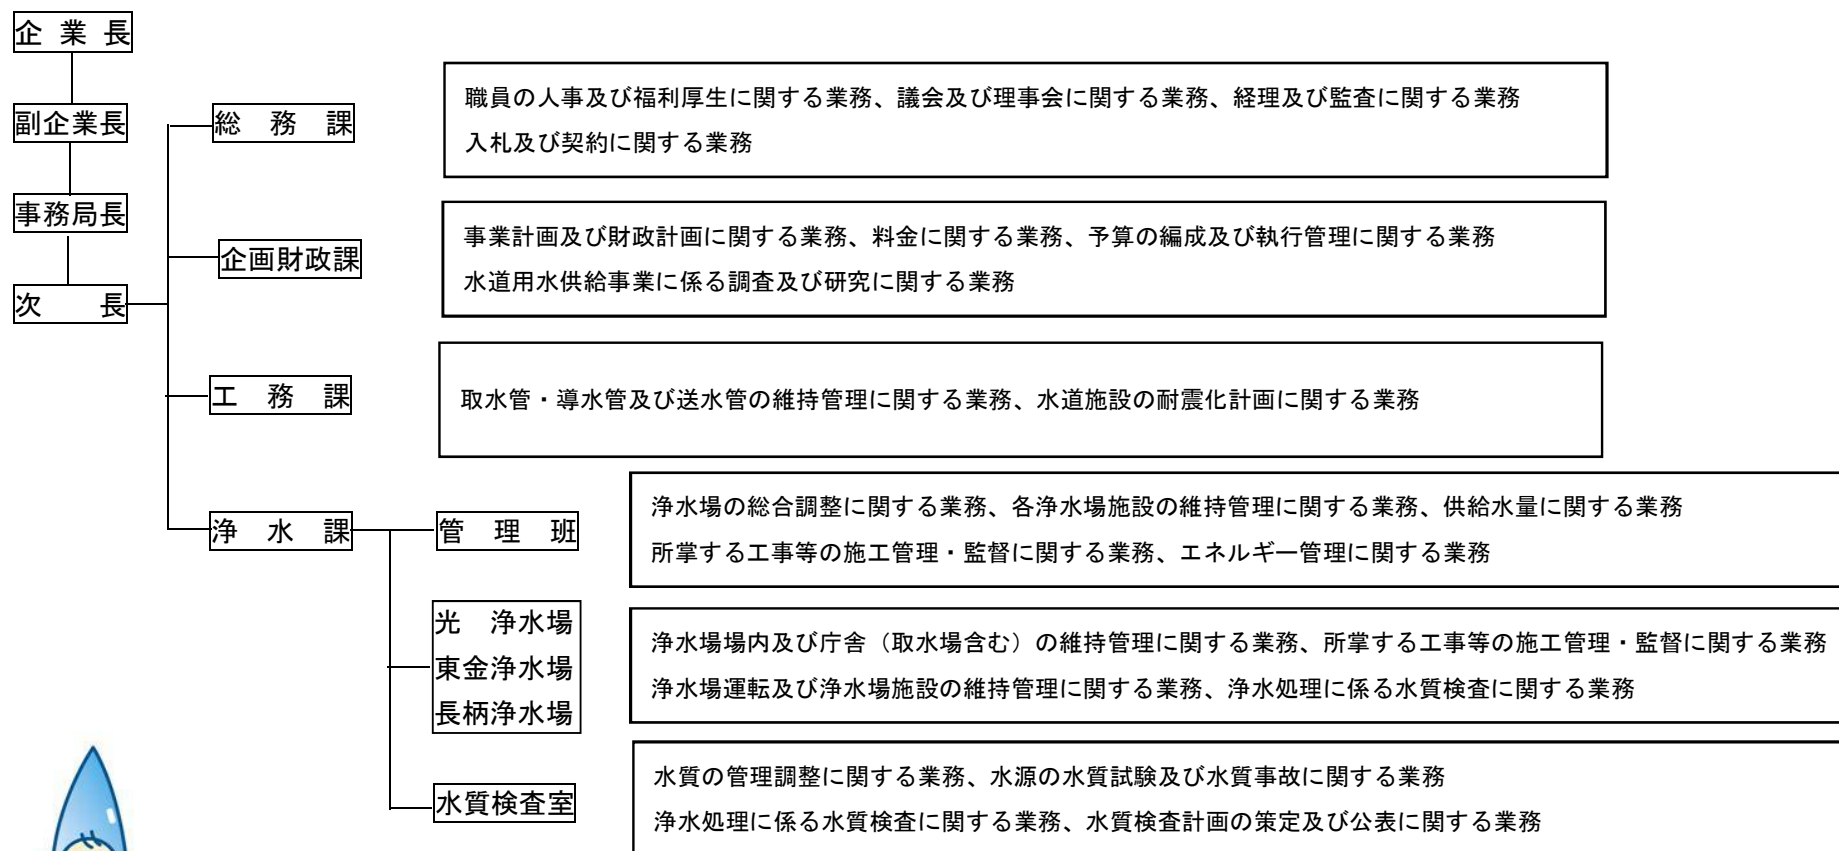 企 業 長
副企業長
事務局長
次　　長
総　務　課
職員の人事及び福利厚生に関する業務、議会及び理事会に関する業務、経理及び監査に関する業務
入札及び契約に関する業務
企画財政課
事業計画及び財政計画に関する業務、料金に関する業務、予算の編成及び執行管理に関する業務
水道用水供給事業に係る調査及び研究に関する業務
工　務　課
取水管・導水管及び送水管の維持管理に関する業務、水道施設の耐震化計画に関する業務
浄　水　課
管　理　班
浄水場の総合調整に関する業務、各浄水場施設の維持管理に関する業務、供給水量に関する業務
所掌する工事等の施工管理・監督に関する業務、エネルギー管理に関する業務
光　浄水場
東金浄水場
長柄浄水場
浄水場場内及び庁舎（取水場含む）の維持管理に関する業務、所掌する工事等の施工管理・監督に関する業務
浄水場運転及び浄水場施設の維持管理に関する業務、浄水処理に係る水質検査に関する業務
水質検査室
水質の管理調整に関する業務、水源の水質試験及び水質事故に関する業務
浄水処理に係る水質検査に関する業務、水質検査計画の策定及び公表に関する業務